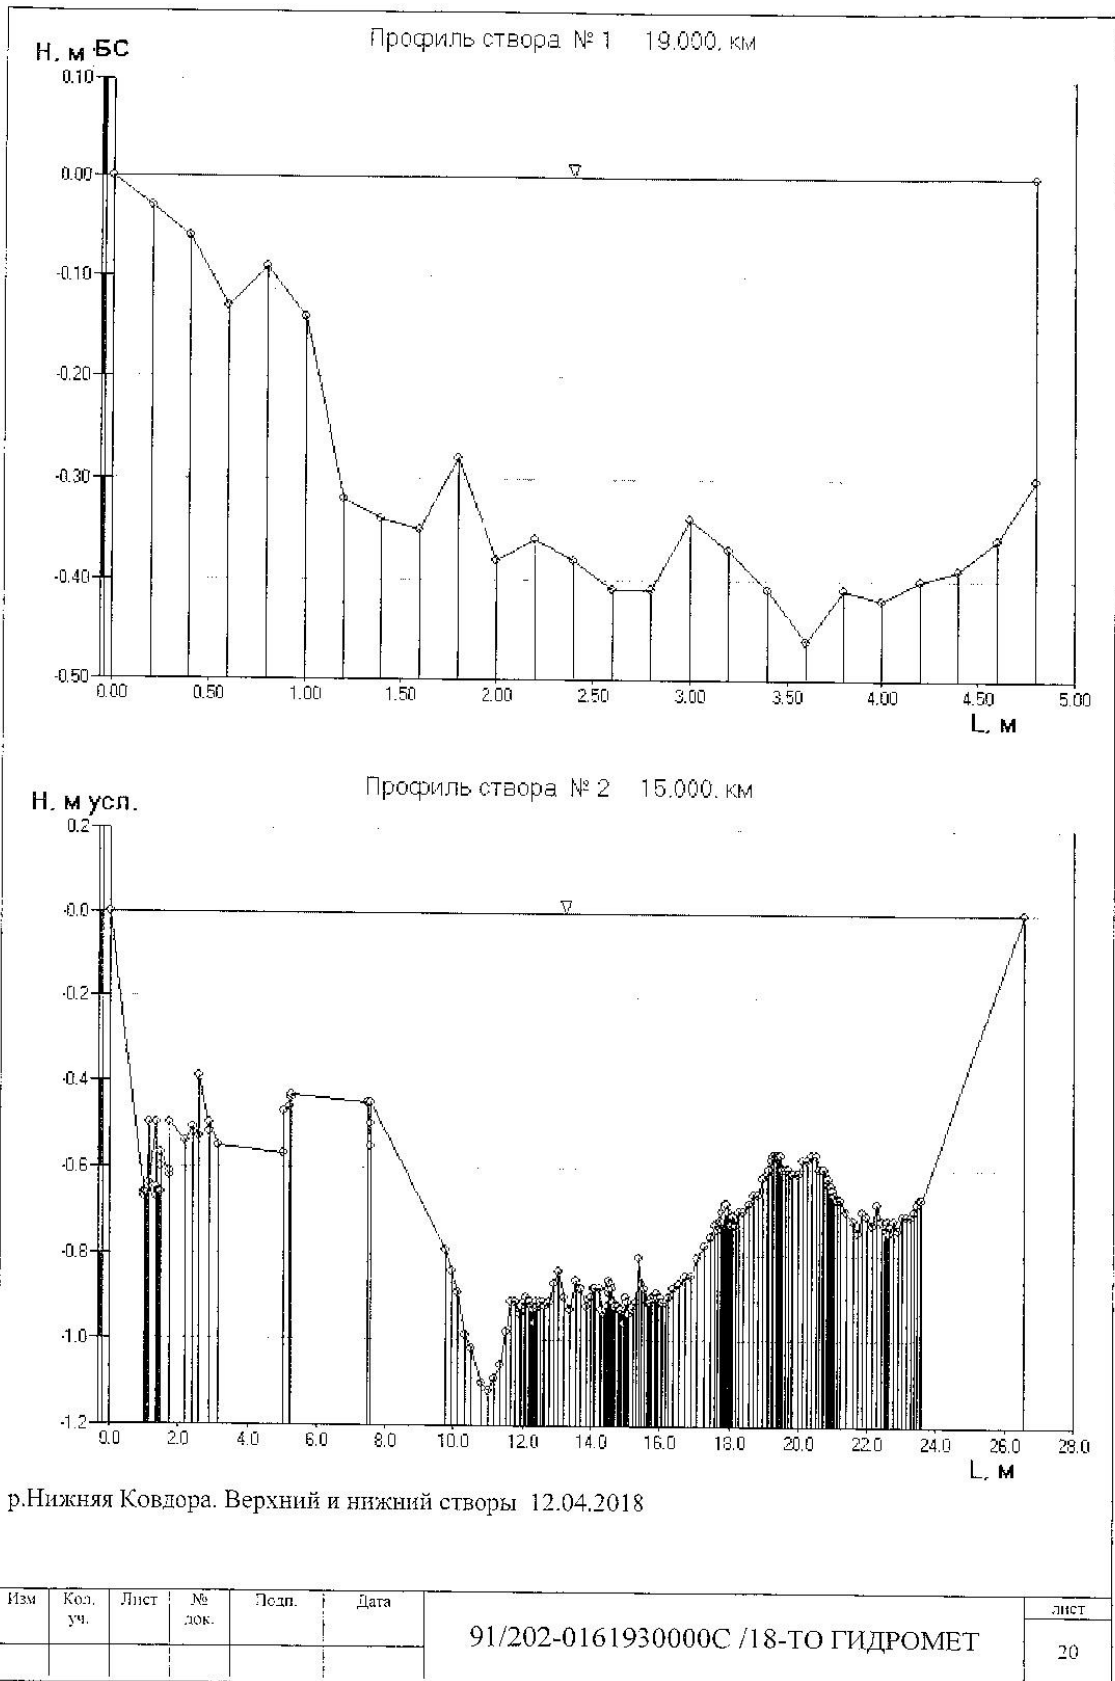 Профиль створа № 1 19.000. км
Н. м БС
0.10
0.00
-0.10
-0.20
-0.30
-0.40
-0.50
0.00 0.50 1.00 1.50 2.00 2.50 3.00 3.50 4.00 4.50 5.00
L. м
Профиль створа № 2 15.000. км
Н. м усл.
0.2
-0.0
-0.2
-0.4
-0.6
-0.8
-1.0
-1.2
0.0 2.0 4.0 6.0 8.0 10.0 12.0 14.0 16.0 18.0 20.0 22.0 24.0 26.0 28.0
L. м
р.Нижняя Ковдора. Верхний и нижний створы 12.04.2018
Изм Кол. уч. Лист № док. Подп. Дата
91/202-0161930000С /18-ТО ГИДРОМЕТ
лист
20